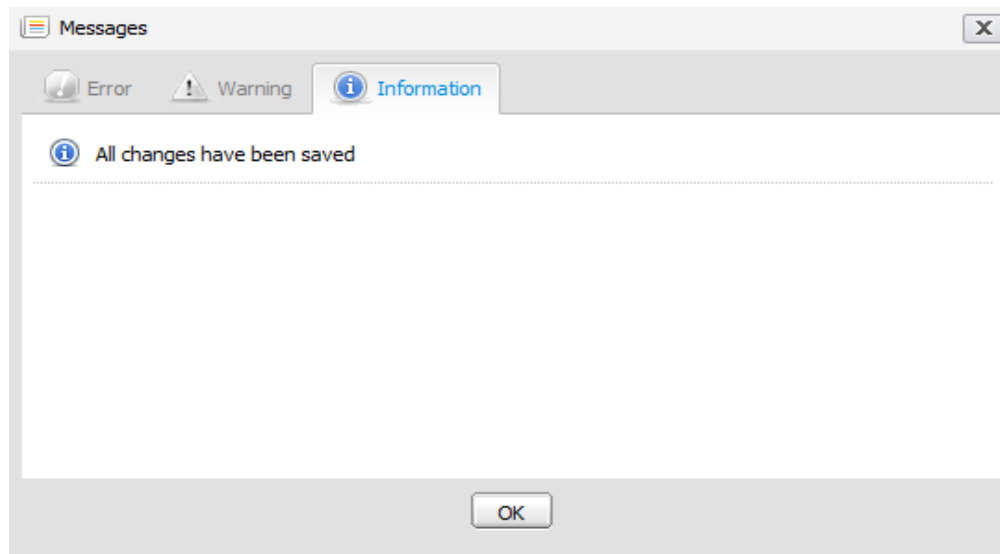 Messages
Error Warning Information
All changes have been saved
OK